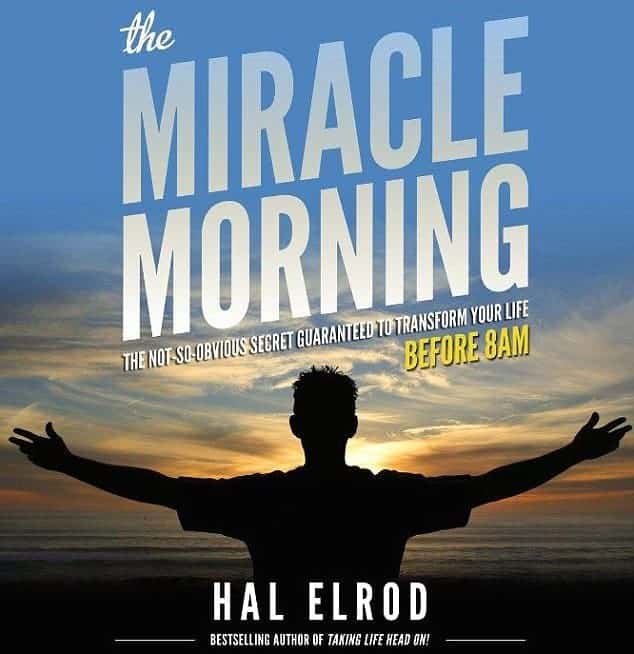 the
MIRACLE
MORNING
THE NOT-SO-OBVIOUS SECRET GUARANTEED TO TRANSFORM YOUR LIFE
BEFORE 8AM
HAL ELROD
BESTSELLING AUTHOR OF TAKING LIFE HEAD ON!